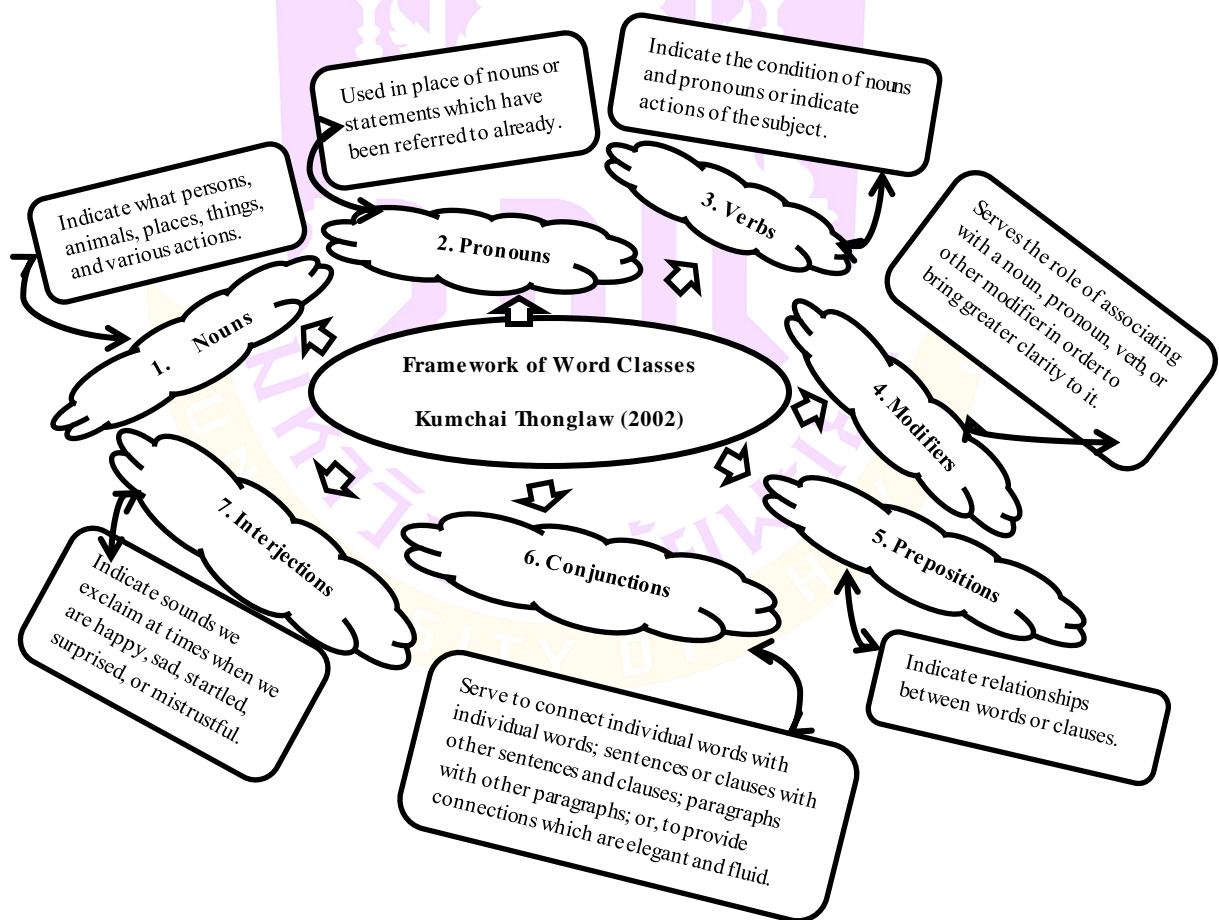 Framework of Word Classes
Kumchai Thonglaw (2002)
1. Nouns
Indicate what persons,
animals, places, things,
and various actions.
2. Pronouns
Used in place of nouns or
statements which have
been referred to already.
3. Verbs
Indicate the condition of nouns
and pronouns or indicate
actions of the subject.
4. Modifiers
Serves the role of associating
with a noun, pronoun, verb, or
other modifier in order to
bring greater clarity to it.
5. Prepositions
Indicate relationships
between words or clauses.
6. Conjunctions
Serve to connect individual words with
individual words; sentences or clauses with
other sentences and clauses; paragraphs
with other paragraphs; or, to provide
connections which are elegant and fluid.
7. Interjections
Indicate sounds we
exclaim at times when we
are happy, sad, startled,
surprised, or mistrustful.